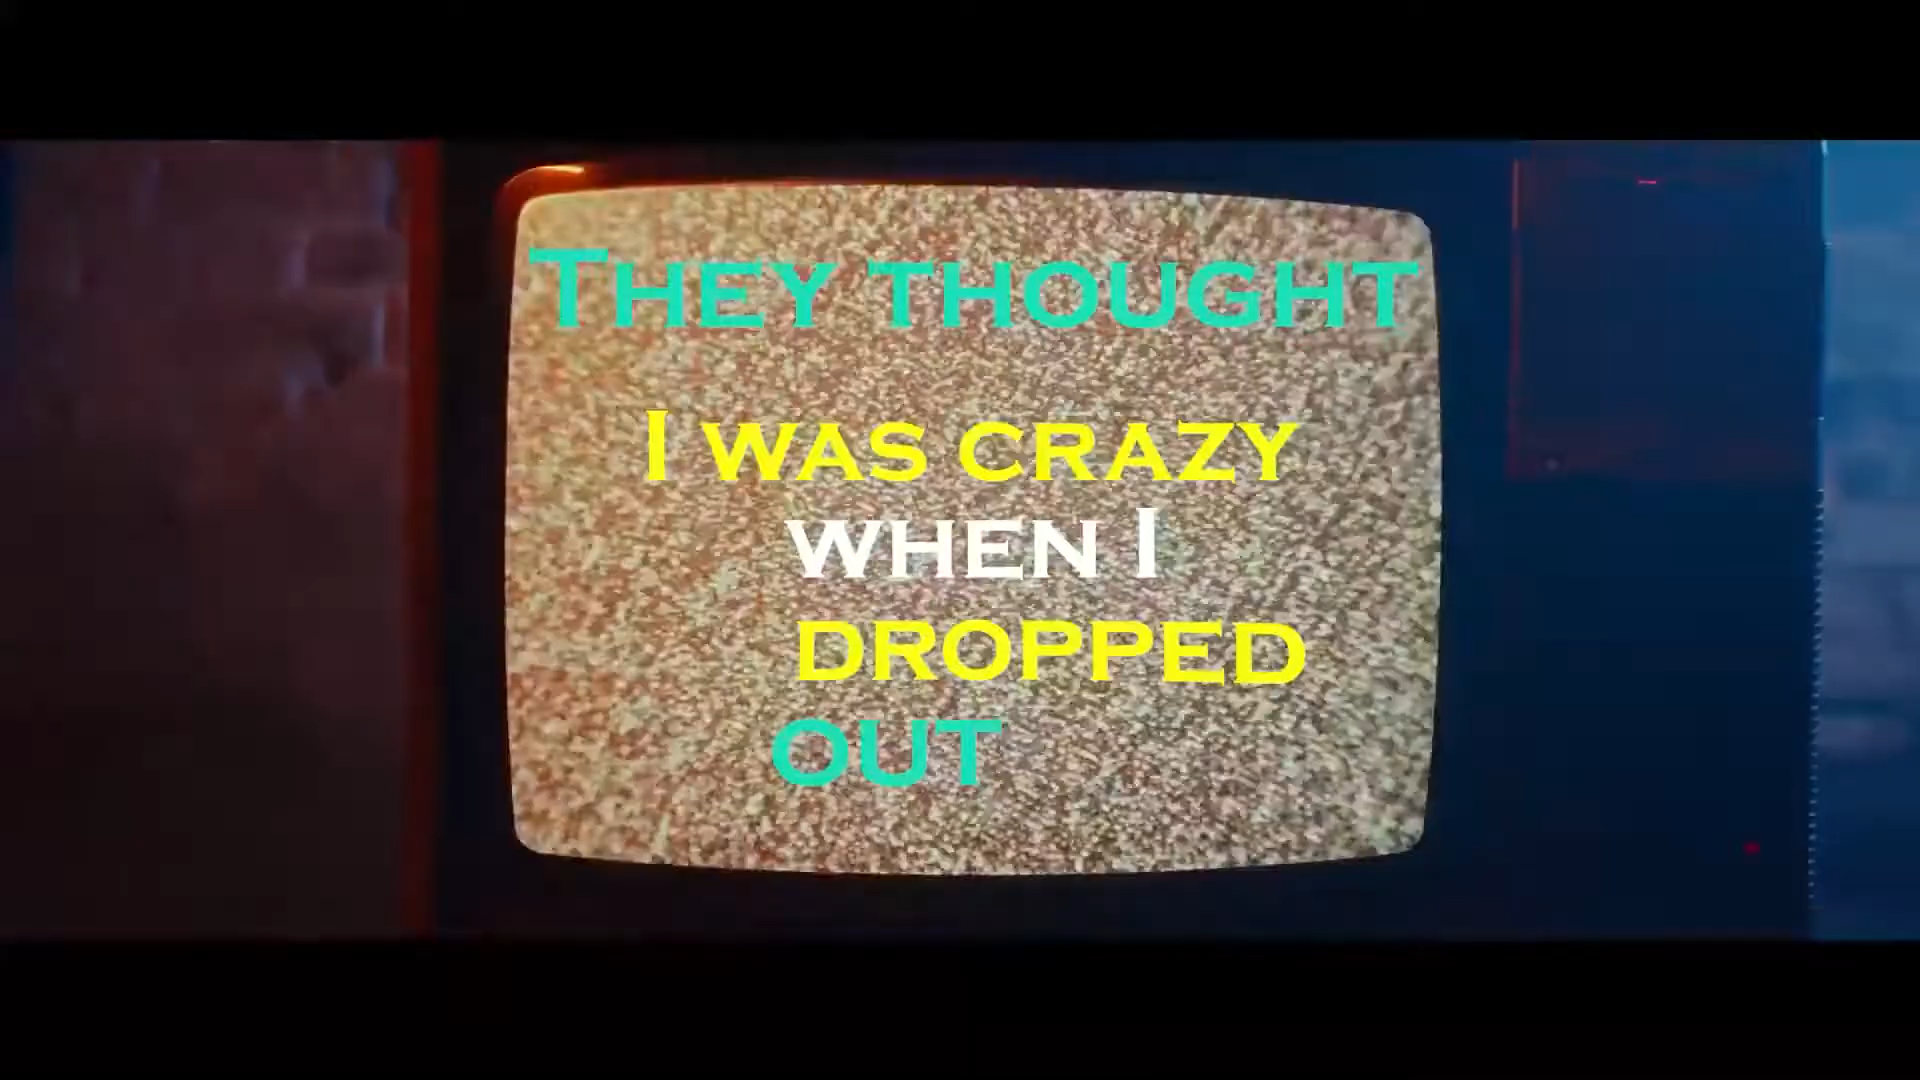 They thought
I was crazy
when I
dropped
out